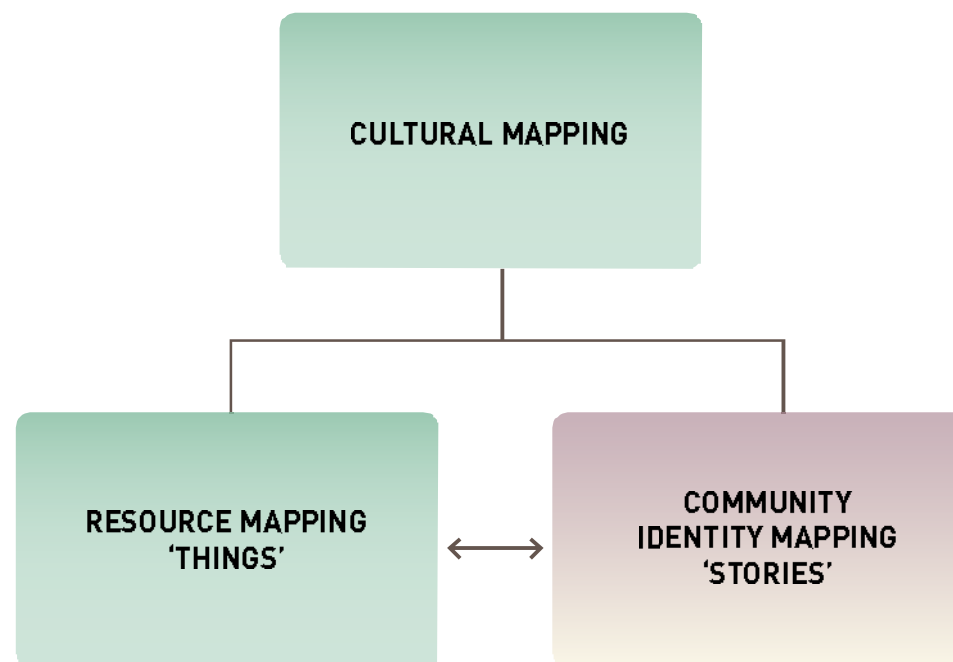 CULTURAL MAPPING
RESOURCE MAPPING
‘THINGS’
COMMUNITY
IDENTITY MAPPING
‘STORIES’